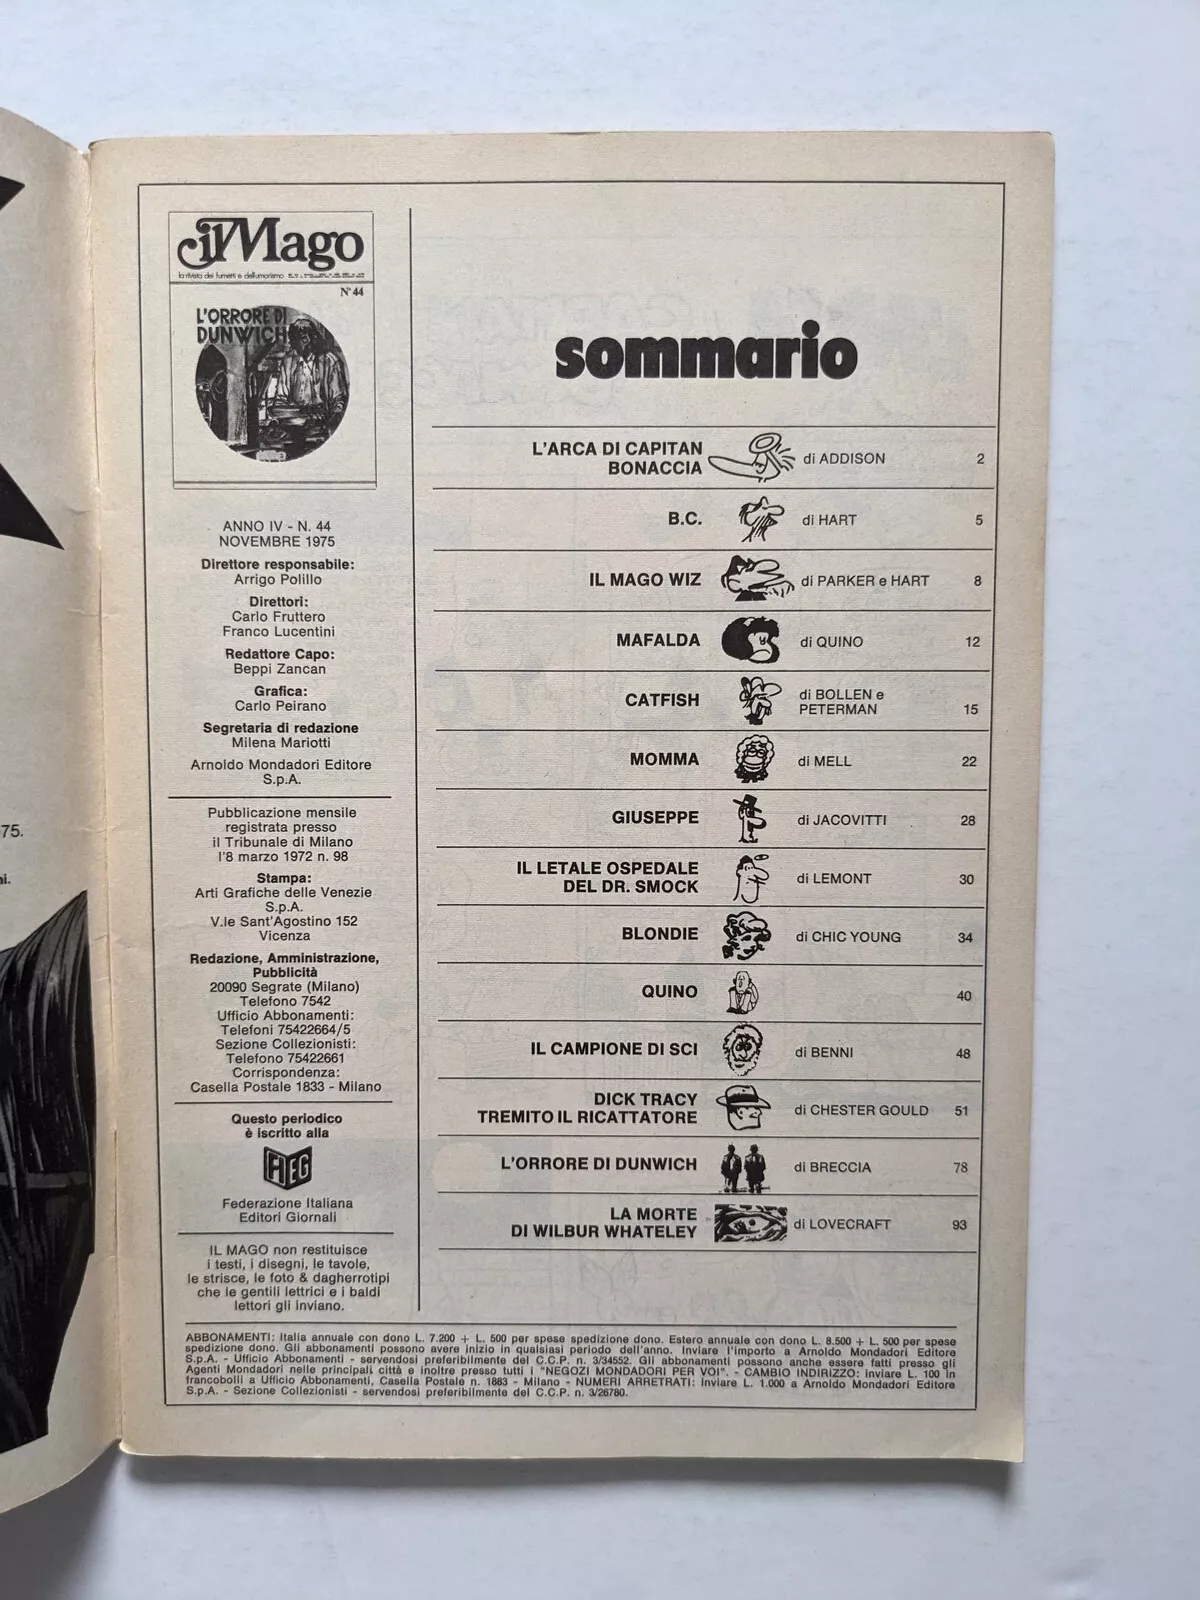 75.
ni.
il Mago
la rivista dei fumetti e dell'umorismo
N° 44
L'ORRORE DI
DUNWICH
ANNO IV - N. 44
NOVEMBRE 1975
Direttore responsabile:
Arrigo Polillo
Direttori:
Carlo Fruttero
Franco Lucentini
Redattore Capo:
Beppi Zancan
Grafica:
Carlo Peirano
Segretaria di redazione
Milena Mariotti
Arnoldo Mondadori Editore
S.p.A.
Pubblicazione mensile
registrata presso
il Tribunale di Milano
l'8 marzo 1972 n. 98
Stampa:
Arti Grafiche delle Venezie
S.p.A.
V.le Sant'Agostino 152
Vicenza
Redazione, Amministrazione,
Pubblicità
20090 Segrate (Milano)
Telefono 7542
Ufficio Abbonamenti:
Telefoni 75422664/5
Sezione Collezionisti:
Telefono 75422661
Corrispondenza:
Casella Postale 1833 - Milano
Questo periodico
è iscritto alla
FIEG
Federazione Italiana
Editori Giornali
IL MAGO non restituisce
i testi, i disegni, le tavole,
le strisce, le foto & dagherrotipi
che le gentili lettrici e i baldi
lettori gli inviano.
sommario
L'ARCA DI CAPITAN
BONACCIA di ADDISON 2
B.C. di HART 5
IL MAGO WIZ di PARKER e HART 8
MAFALDA di QUINO 12
CATFISH di BOLLEN e
PETERMAN 15
MOMMA di MELL 22
GIUSEPPE di JACOVITTI 28
IL LETALE OSPEDALE
DEL DR. SMOCK di LEMONT 30
BLONDIE di CHIC YOUNG 34
QUINO 40
IL CAMPIONE DI SCI di BENNI 48
DICK TRACY
TREMITO IL RICATTATORE di CHESTER GOULD 51
L'ORRORE DI DUNWICH di BRECCIA 78
LA MORTE
DI WILBUR WHATELEY di LOVECRAFT 93
ABBONAMENTI: Italia annuale con dono L. 7.200 + L. 500 per spese spedizione dono. Estero annuale con dono L. 8.500 + L. 500 per spese
spedizione dono. Gli abbonamenti possono avere inizio in qualsiasi periodo dell'anno. Inviare l'importo a Arnoldo Mondadori Editore
S.p.A. - Ufficio Abbonamenti - servendosi preferibilmente del C.C.P. n. 3/34552. Gli abbonamenti possono anche essere fatti presso gli
Agenti Mondadori nelle principali città e inoltre presso tutti i "NEGOZI MONDADORI PER VOI". - CAMBIO INDIRIZZO: inviare L. 100 in
francobolli a Ufficio Abbonamenti, Casella Postale n. 1883 - Milano - NUMERI ARRETRATI: inviare L. 1.000 a Arnoldo Mondadori Editore
S.p.A. - Sezione Collezionisti - servendosi preferibilmente del C.C.P. n. 3/26780.